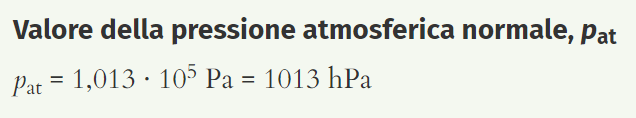 Valore della pressione atmosferica normale, pat
pat = 1,013 · 10⁵ Pa = 1013 hPa